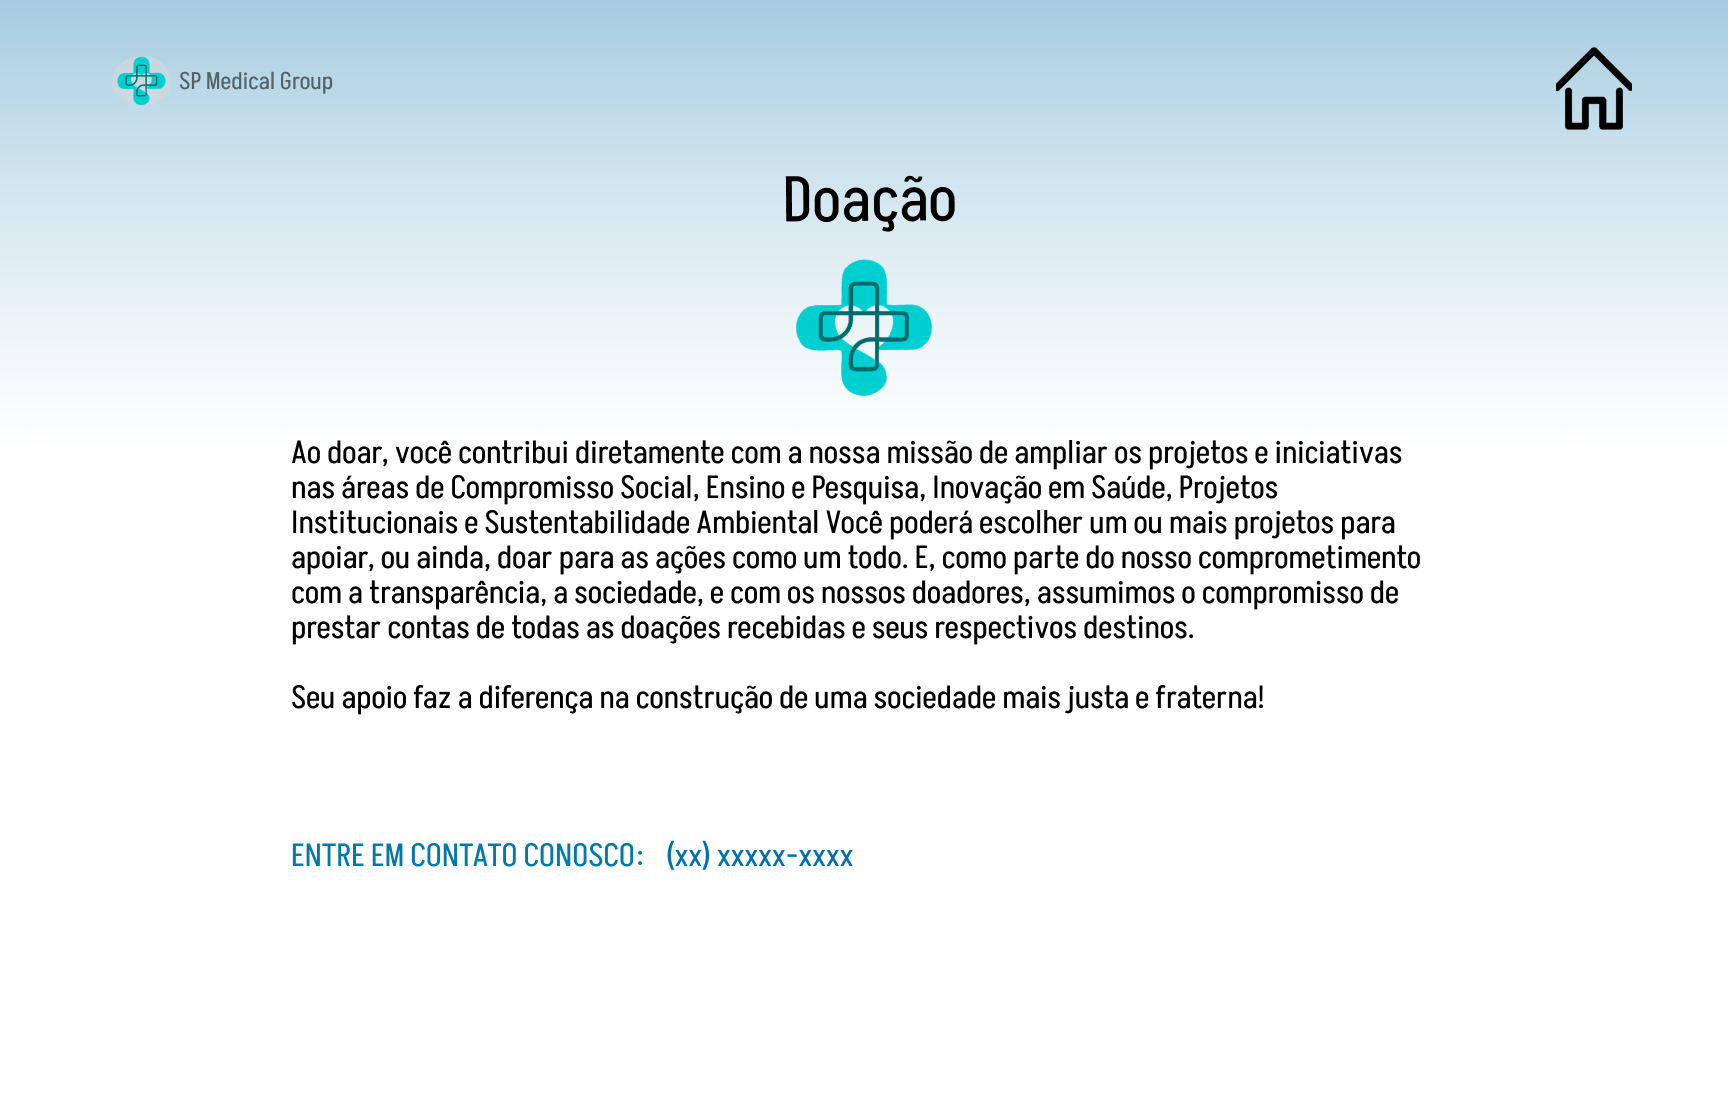 SP Medical Group
Doação
Ao doar, você contribui diretamente com a nossa missão de ampliar os projetos e iniciativas
nas áreas de Compromisso Social, Ensino e Pesquisa, Inovação em Saúde, Projetos
Institucionais e Sustentabilidade Ambiental Você poderá escolher um ou mais projetos para
apoiar, ou ainda, doar para as ações como um todo. E, como parte do nosso comprometimento
com a transparência, a sociedade, e com os nossos doadores, assumimos o compromisso de
prestar contas de todas as doações recebidas e seus respectivos destinos.
Seu apoio faz a diferença na construção de uma sociedade mais justa e fraterna!
ENTRE EM CONTATO CONOSCO: (xx) xxxxx-xxxx